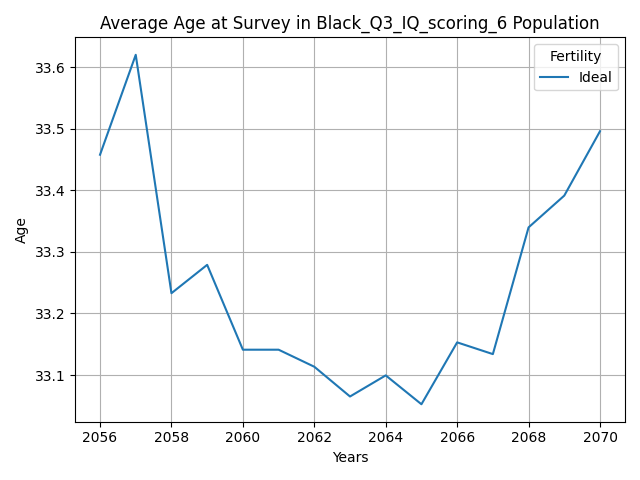 Average Age at Survey in Black_Q3_IQ_scoring_6 Population
Fertility
Ideal
33.6
33.5
33.4
33.3
33.2
33.1
Age
2056 2058 2060 2062 2064 2066 2068 2070
Years